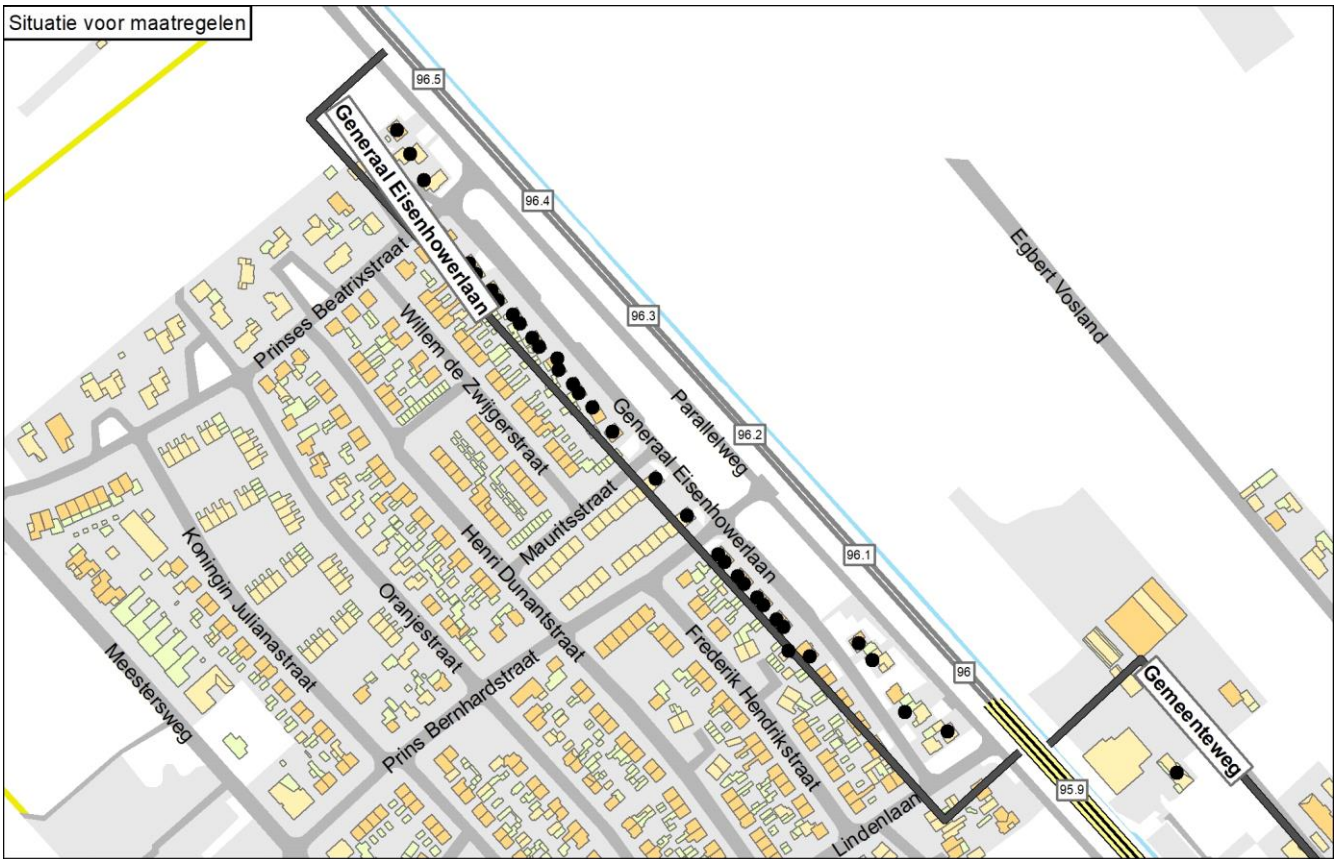 Situatie voor maatregelen
96.5
Generaal Eisenhowerlaan
96.4
Egbert Vosland
Prinses Beatrixstraat
96.3
Willem de Zwijgerstraat
Parallelweg
Generaal Eisenhowerlaan
96.2
Mauritsstraat
Koningin Julianastraat
Henri Dunantstraat
96.1
Oranjestraat
Meestersweg
Frederik Hendrikstraat
Prins Bernhardstraat
96
Gemeenteweg
95.9
Lindenlaan